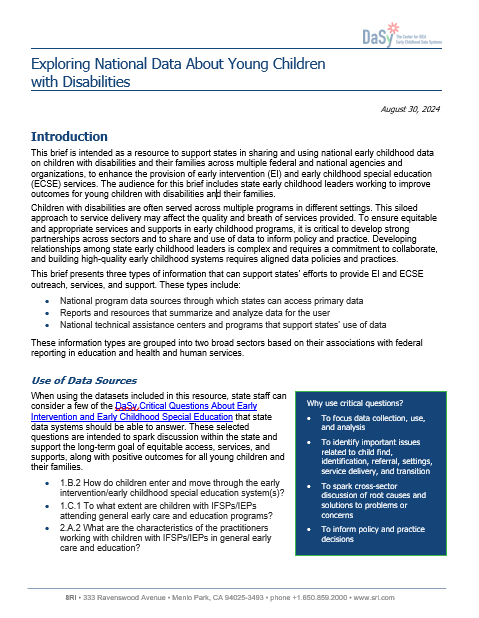 DaSy The Center for IDEA
Early Childhood Data Systems
Exploring National Data About Young Children
with Disabilities
August 30, 2024
Introduction
This brief is intended as a resource to support states in sharing and using national early childhood data
on children with disabilities and their families across multiple federal and national agencies and
organizations, to enhance the provision of early intervention (EI) and early childhood special education
(ECSE) services. The audience for this brief includes state early childhood leaders working to improve
outcomes for young children with disabilities and their families.
Children with disabilities are often served across multiple programs in different settings. This siloed
approach to service delivery may affect the quality and breath of services provided. To ensure equitable
and appropriate services and supports in early childhood programs, it is critical to develop strong
partnerships across sectors and to share and use of data to inform policy and practice. Developing
relationships among state early childhood leaders is complex and requires a commitment to collaborate,
and building high-quality early childhood systems requires aligned data policies and practices.
This brief presents three types of information that can support states' efforts to provide EI and ECSE
outreach, services, and support. These types include:
• National program data sources through which states can access primary data
• Reports and resources that summarize and analyze data for the user
• National technical assistance centers and programs that support states' use of data
These information types are grouped into two broad sectors based on their associations with federal
reporting in education and health and human services.
Use of Data Sources
When using the datasets included in this resource, state staff can
consider a few of the DaSy Critical Questions About Early
Intervention and Early Childhood Special Education that state
data systems should be able to answer. These selected
questions are intended to spark discussion within the state and
support the long-term goal of equitable access, services, and
supports, along with positive outcomes for all young children and
their families.
• 1.B.2 How do children enter and move through the early
intervention/early childhood special education system(s)?
• 1.C.1 To what extent are children with IFSPs/IEPs
attending general early care and education programs?
• 2.A.2 What are the characteristics of the practitioners
working with children with IFSPs/IEPs in general early
care and education?
Why use critical questions?
• To focus data collection, use,
and analysis
• To identify important issues
related to child find,
identification, referral, settings,
service delivery, and transition
• To spark cross-sector
discussion of root causes and
solutions to problems or
concerns
• To inform policy and practice
decisions
SRI • 333 Ravenswood Avenue • Menlo Park, CA 94025-3493 • phone +1.650.859.2000 • www.sri.com